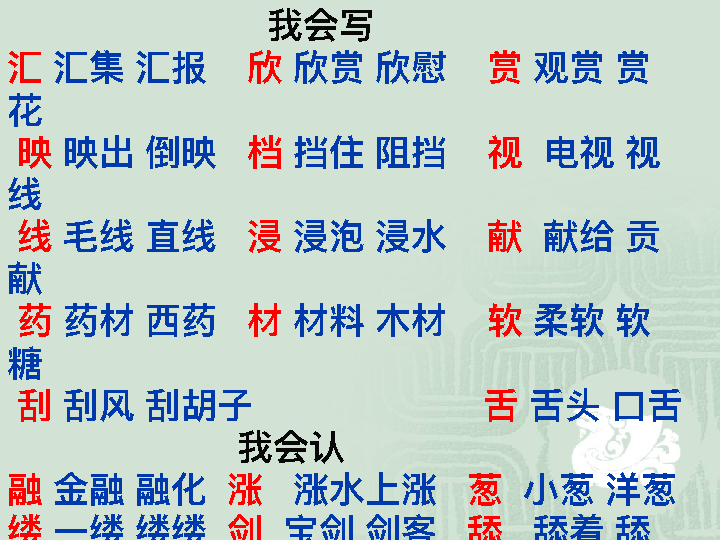 我会写
汇 汇集 汇报 欣 欣赏 欣慰 赏 观赏 赏
花
映 映出 倒映 档 挡住 阻挡 视 电视 视
线
线 毛线 直线 浸 浸泡 浸水 献 献给 贡
献
药 药材 西药 材 材料 木材 软 柔软 软
糖
刮 刮风 刮胡子 舌 舌头 口舌
我会认
融 金融 融化 涨 涨水上涨 葱 小葱 洋葱
缕 一缕 缕缕 剑 宝剑 剑客 舔 舔着 舔